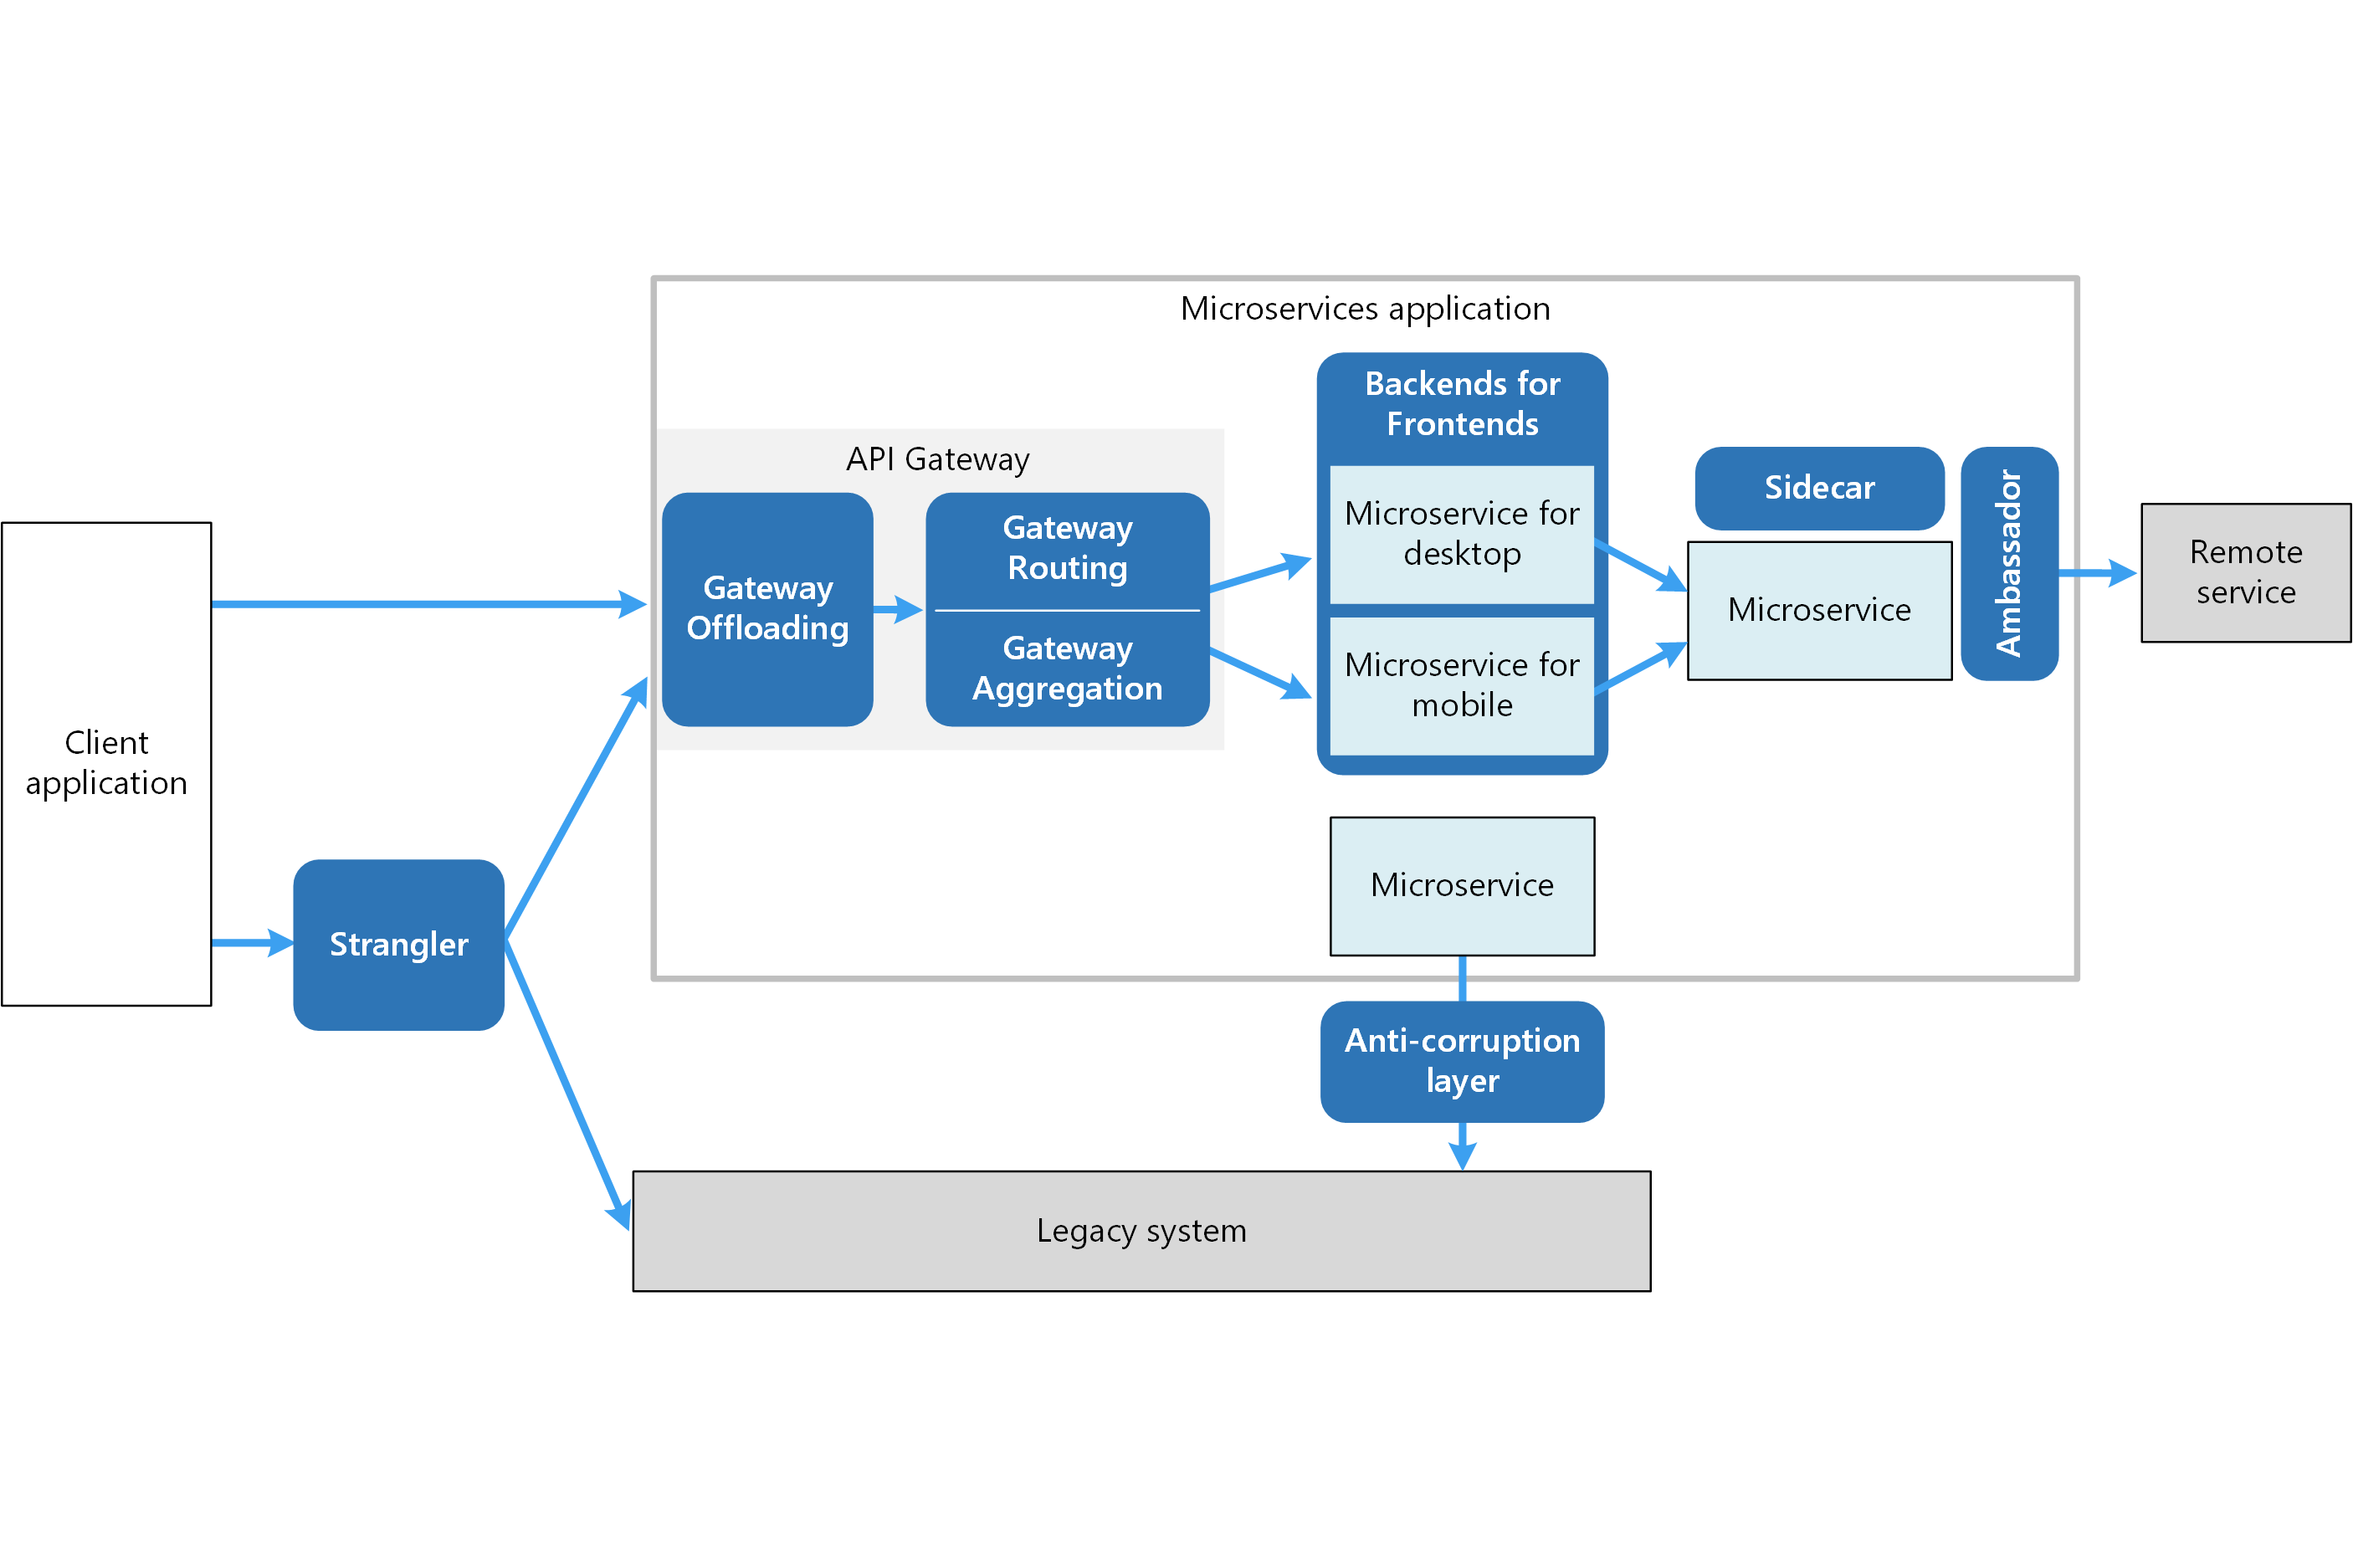 Microservices application
API Gateway
Gateway
Offloading
Gateway
Routing
Gateway
Aggregation
Backends for
Frontends
Microservice for
desktop
Microservice for
mobile
Sidecar
Microservice
Ambassador
Remote
service
Client
application
Strangler
Microservice
Anti-corruption
layer
Legacy system